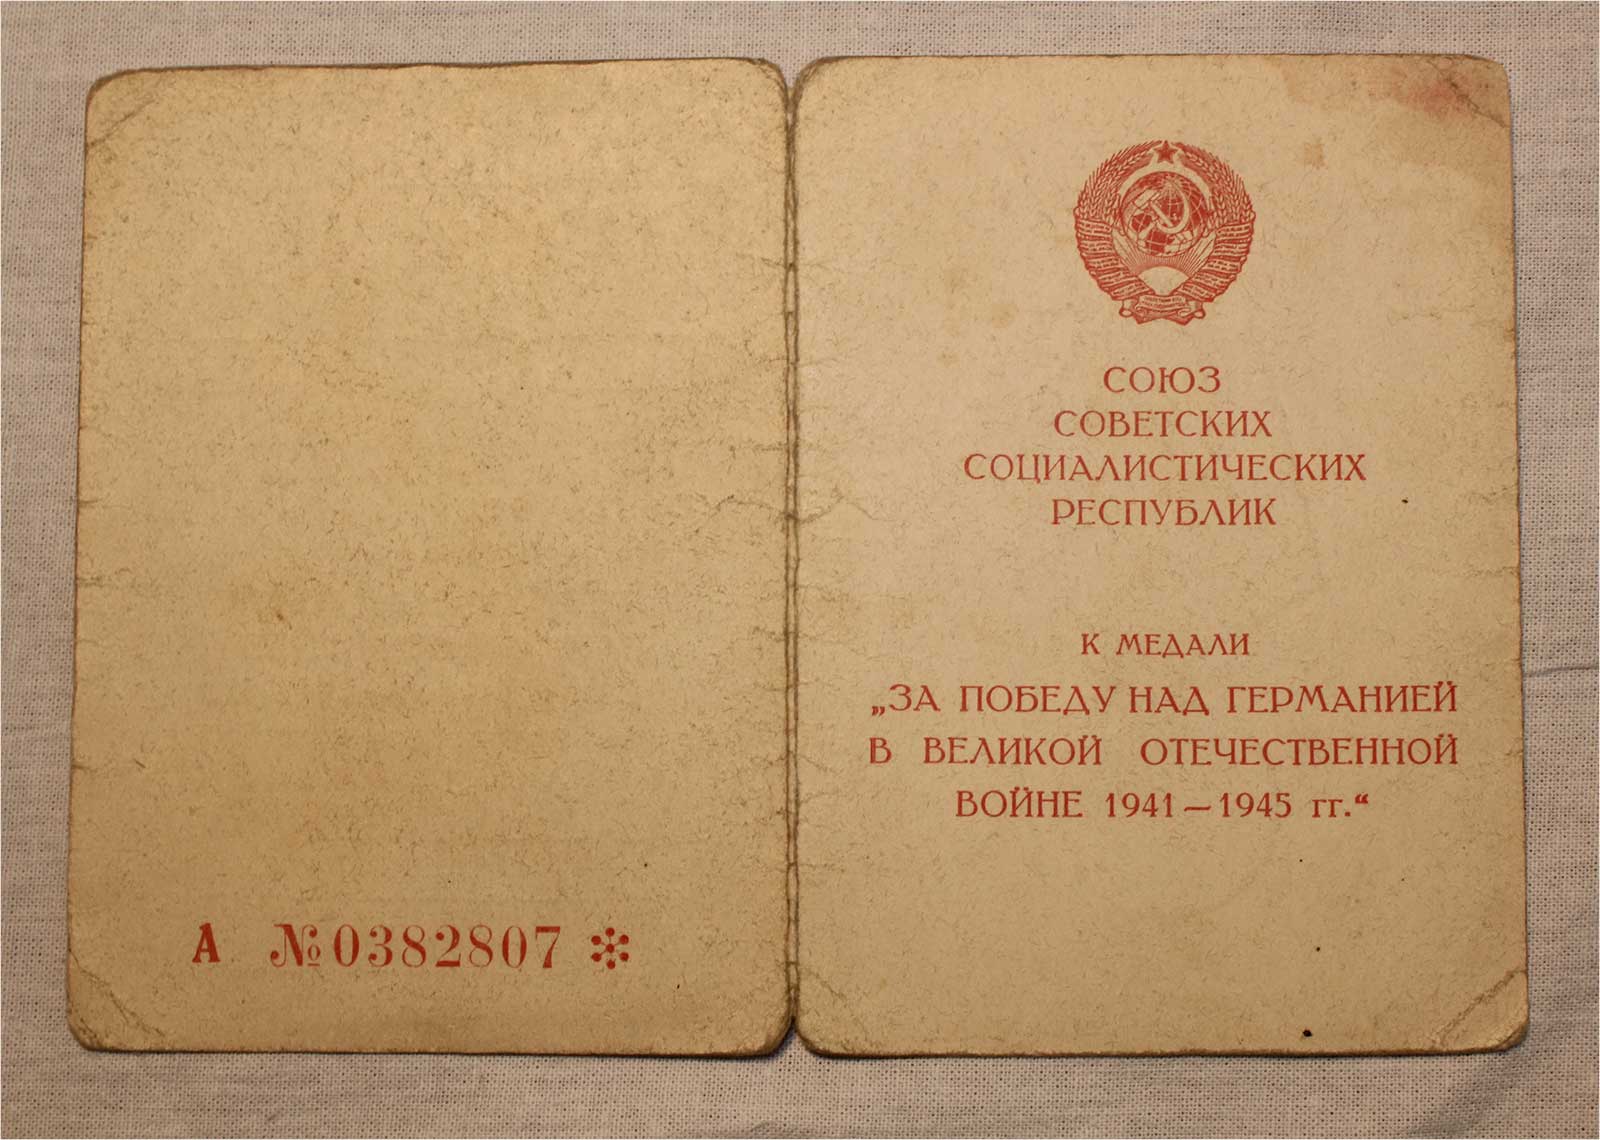 А №0382807
СОЮЗ
СОВЕТСКИХ
СОЦИАЛИСТИЧЕСКИХ
РЕСПУБЛИК
К МЕДАЛИ
„ЗА ПОБЕДУ НАД ГЕРМАНИЕЙ
В ВЕЛИКОЙ ОТЕЧЕСТВЕННОЙ
ВОЙНЕ 1941—1945 гг.“